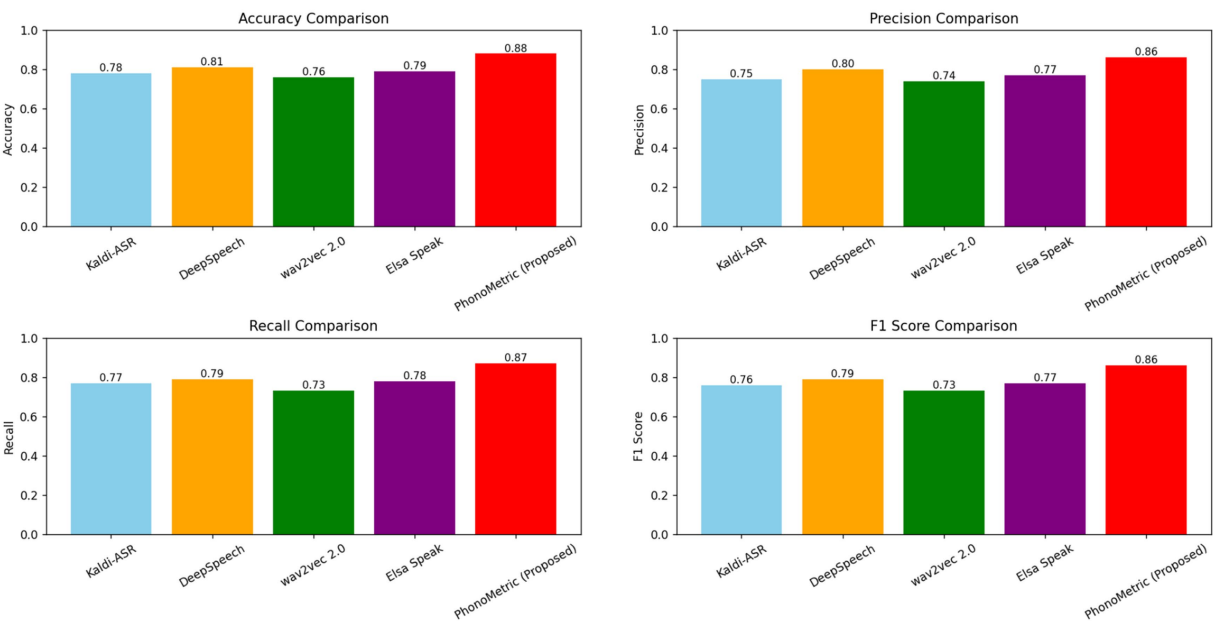 Accuracy Comparison
Accuracy
1.0
0.8
0.6
0.4
0.2
0.0
0.78
0.81
0.76
0.79
0.88
Kaldi-ASR
DeepSpeech
wav2vec 2.0
Elsa Speak
PhonoMetric (Proposed)
Precision Comparison
Precision
1.0
0.8
0.6
0.4
0.2
0.0
0.75
0.80
0.74
0.77
0.86
Kaldi-ASR
DeepSpeech
wav2vec 2.0
Elsa Speak
PhonoMetric (Proposed)
Recall Comparison
Recall
1.0
0.8
0.6
0.4
0.2
0.0
0.77
0.79
0.73
0.78
0.87
Kaldi-ASR
DeepSpeech
wav2vec 2.0
Elsa Speak
PhonoMetric (Proposed)
F1 Score Comparison
F1 Score
1.0
0.8
0.6
0.4
0.2
0.0
0.76
0.79
0.73
0.77
0.86
Kaldi-ASR
DeepSpeech
wav2vec 2.0
Elsa Speak
PhonoMetric (Proposed)